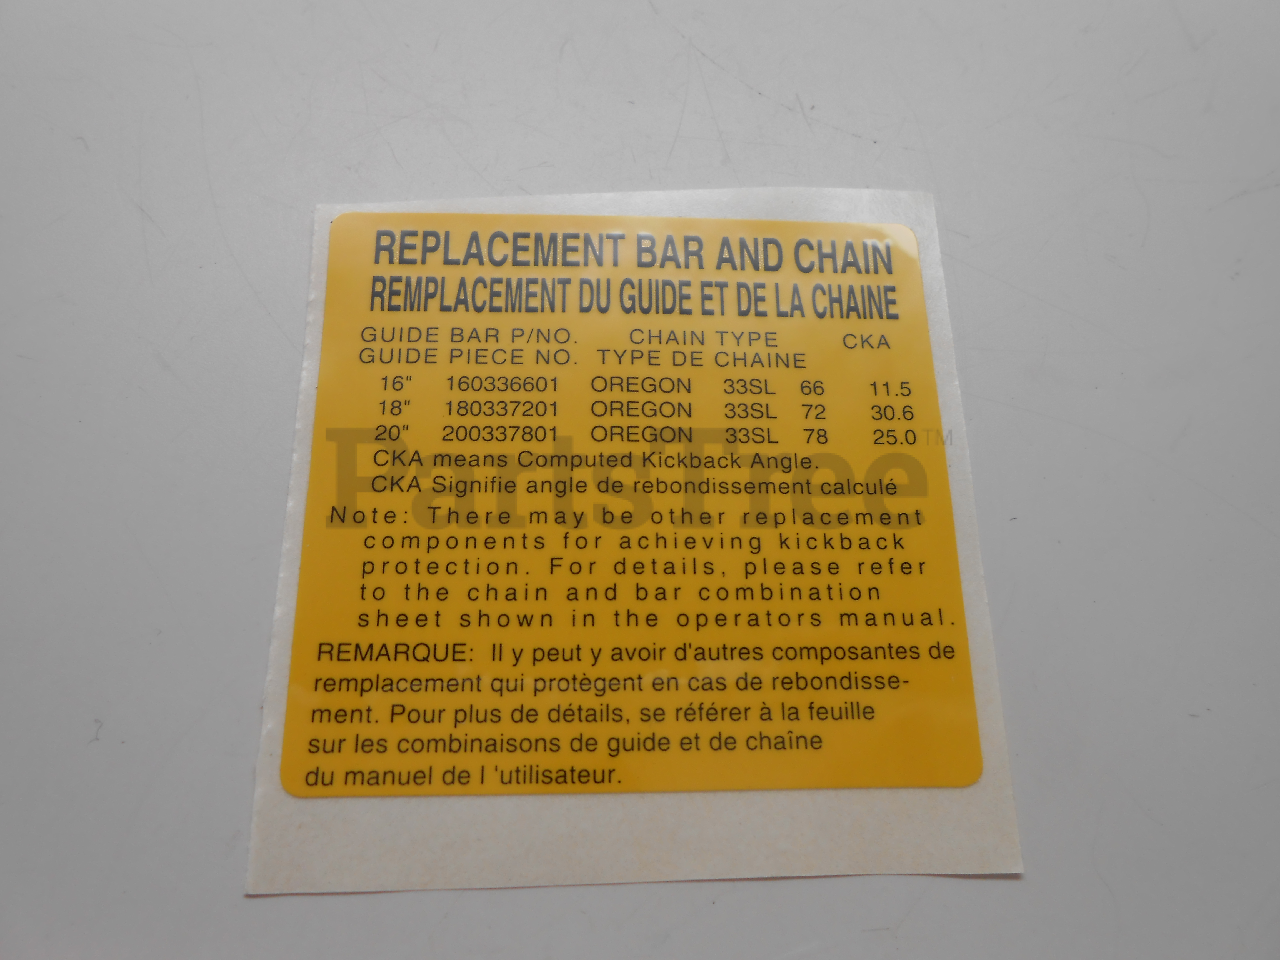 REPLACEMENT BAR AND CHAIN
REMPLACEMENT DU GUIDE ET DE LA CHAINE
GUIDE BAR P/NO. CHAIN TYPE CKA
GUIDE PIECE NO. TYPE DE CHAINE
16" 160336601 OREGON 33SL 66 11.5
18" 180337201 OREGON 33SL 72 30.6
20" 200337801 OREGON 33SL 78 25.0
PartsTree™
CKA means Computed Kickback Angle.
CKA Signifie angle de rebondissement calculé
Note: There may be other replacement
components for achieving kickback
protection. For details, please refer
to the chain and bar combination
sheet shown in the operators manual.
REMARQUE: Il y peut y avoir d'autres composantes de
remplacement qui protègent en cas de rebondisse-
ment. Pour plus de détails, se référer à la feuille
sur les combinaisons de guide et de chaîne
du manuel de l 'utilisateur.